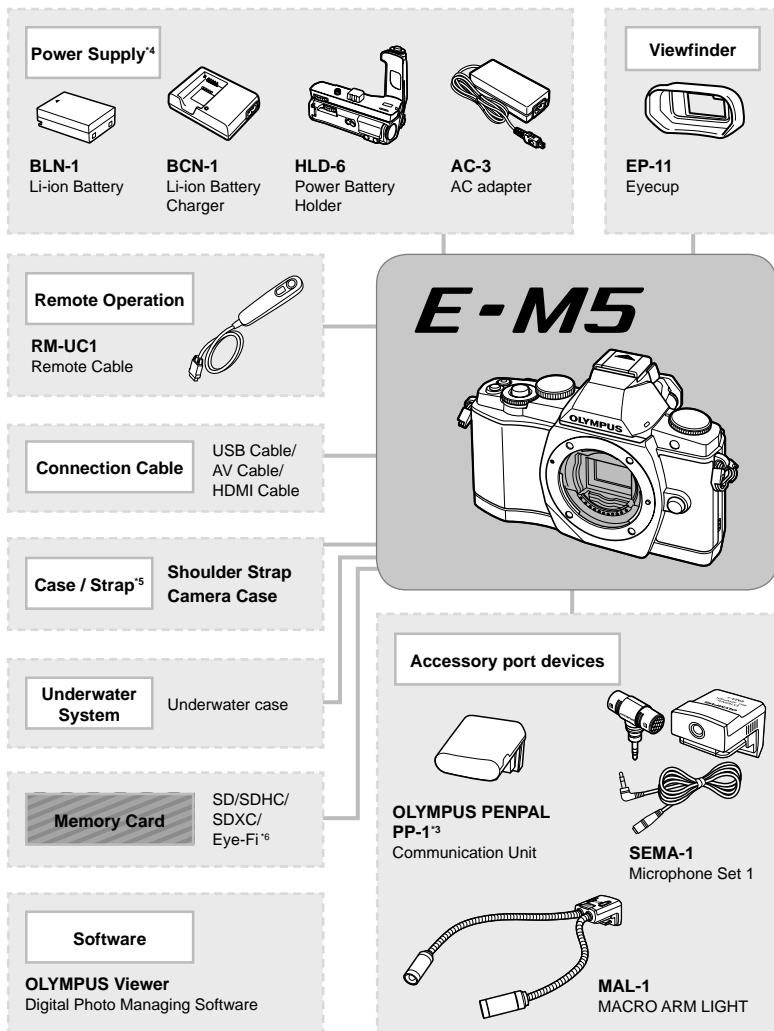 Power Supply*4
BLN-1
Li-ion Battery
BCN-1
Li-ion Battery
Charger
HLD-6
Power Battery
Holder
AC-3
AC adapter
Viewfinder
EP-11
Eyecup
Remote Operation
RM-UC1
Remote Cable
E-M5
OLYMPUS
Connection Cable
USB Cable/
AV Cable/
HDMI Cable
Case / Strap*5
Shoulder Strap
Camera Case
Underwater
System
Underwater case
Memory Card
SD/SDHC/
SDXC/
Eye-Fi*6
Software
OLYMPUS Viewer
Digital Photo Managing Software
Accessory port devices
OLYMPUS PENPAL
PP-1*3
Communication Unit
SEMA-1
Microphone Set 1
MAL-1
MACRO ARM LIGHT